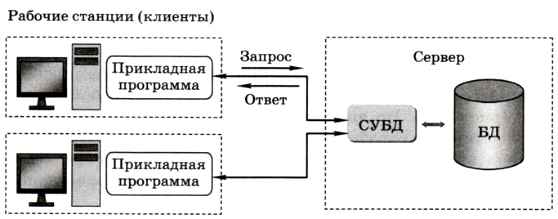 Рабочие станции (клиенты)
Прикладная
программа
Запрос
Ответ
Сервер
СУБД
БД
Прикладная
программа